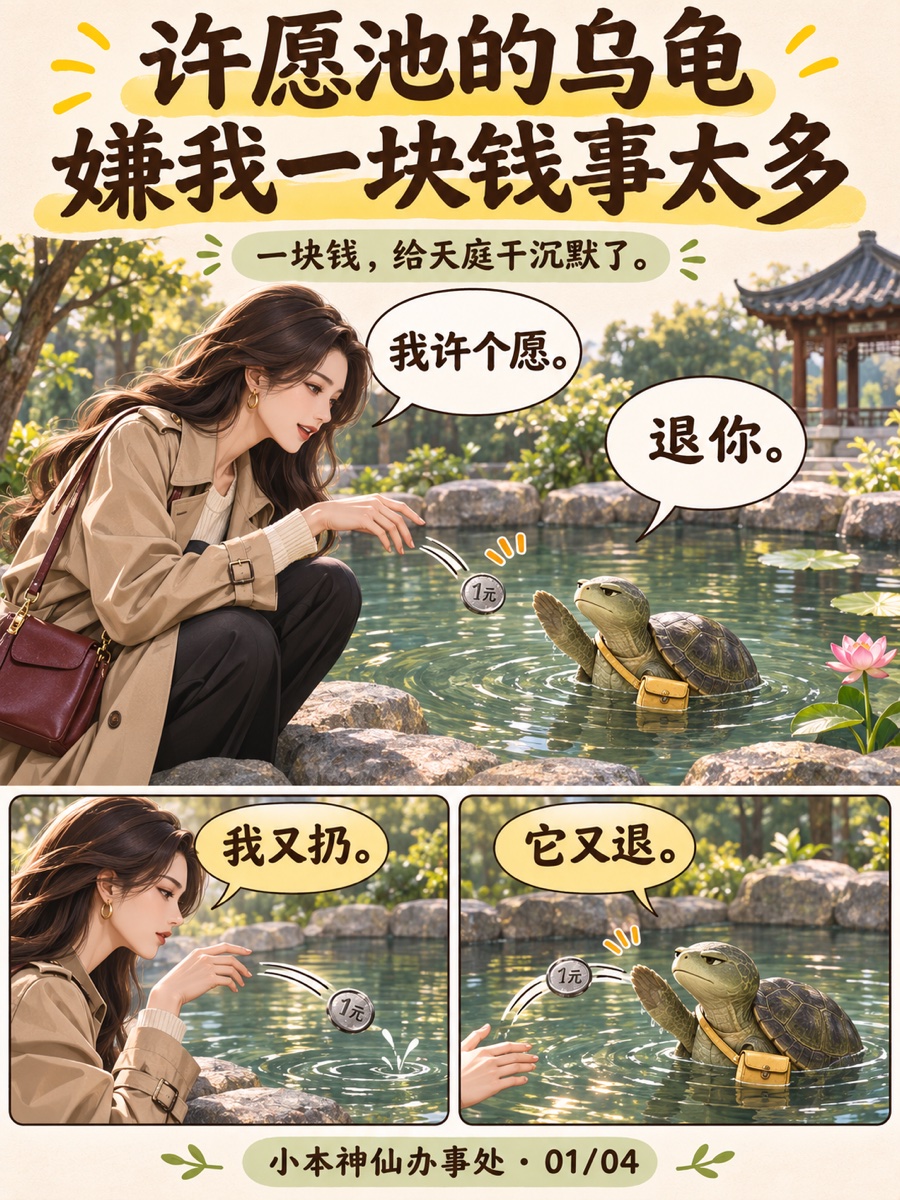 许愿池的乌龟
嫌我一块钱事太多
一块钱，给天庭干沉默了。
我许个愿。
退你。
1元
我又扔。
1元
它又退。
1元
小本神仙办事处·01/04